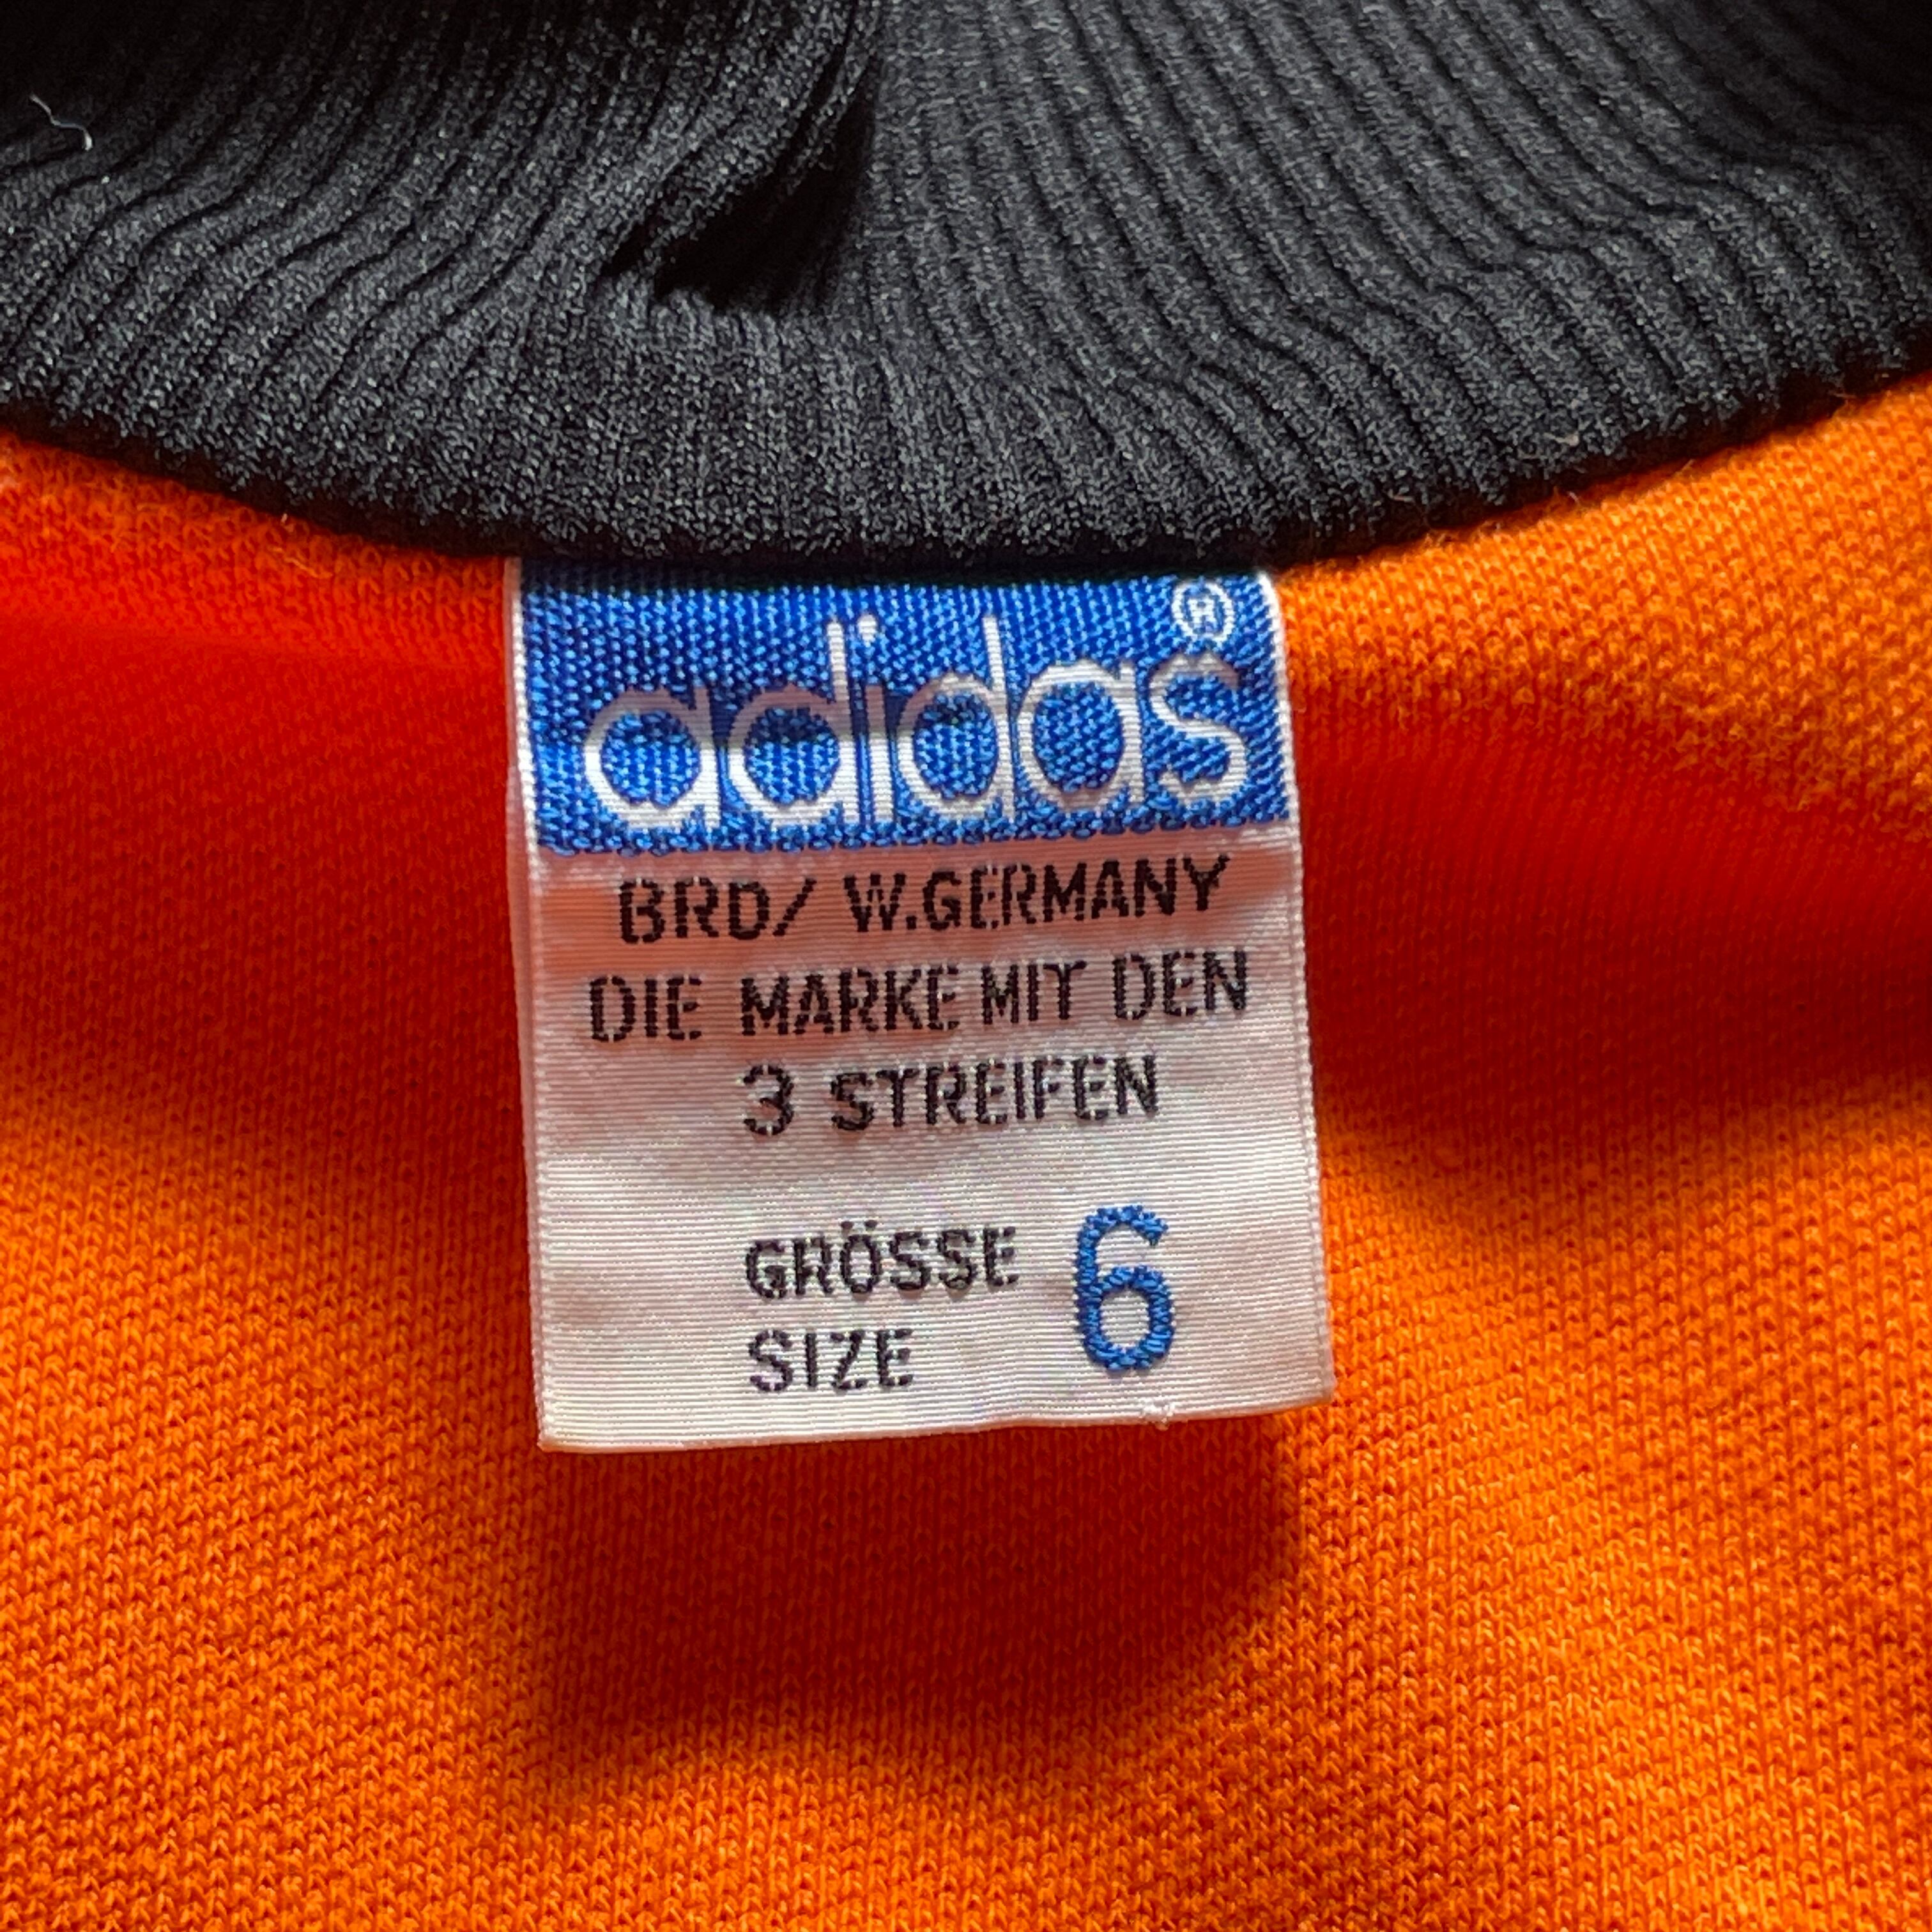 adidas®
BRD/ W.GERMANY
DIE MARKE MIT DEN
3 STREIFEN
GRÖSSE 6
SIZE